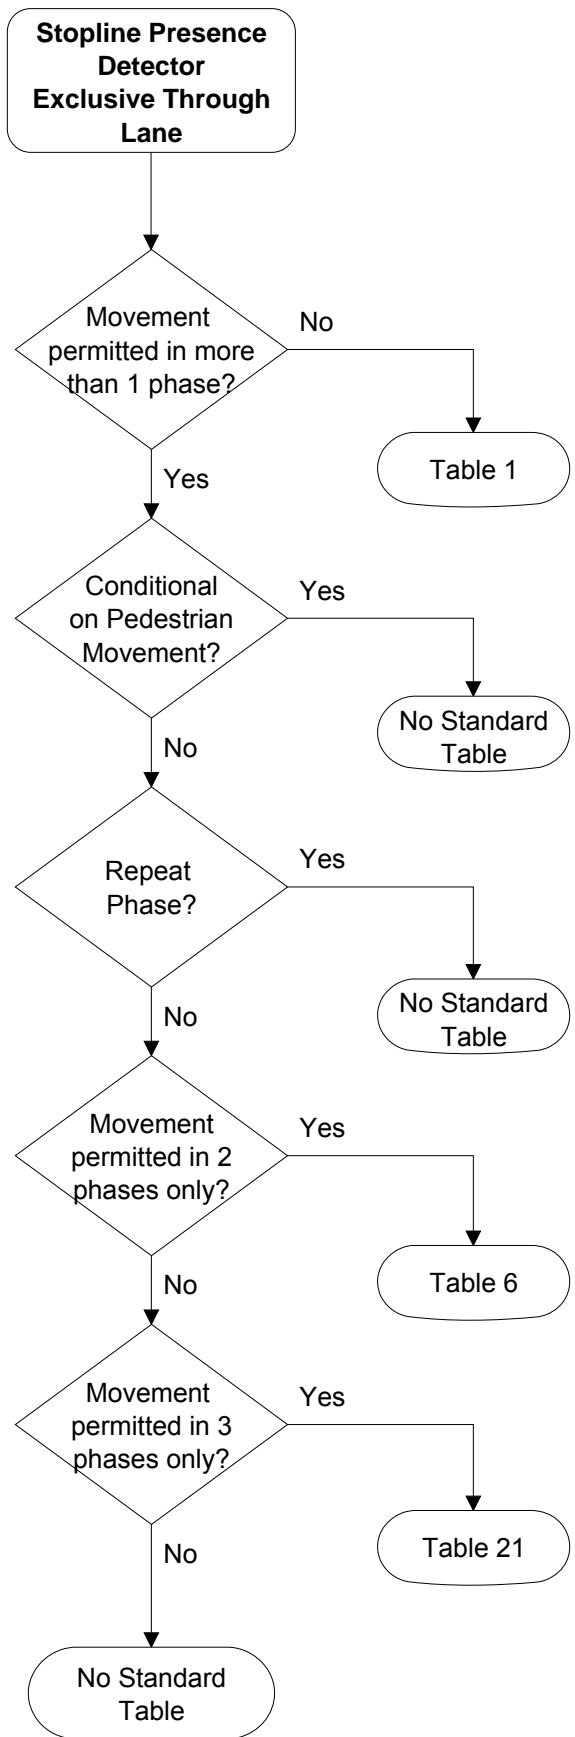 Stopline Presence
Detector
Exclusive Through
Lane
Movement
permitted in more
than 1 phase?
No
Table 1
Yes
Conditional
on Pedestrian
Movement?
Yes
No Standard
Table
No
Repeat
Phase?
Yes
No Standard
Table
No
Movement
permitted in 2
phases only?
Yes
Table 6
No
Movement
permitted in 3
phases only?
Yes
Table 21
No
No Standard
Table